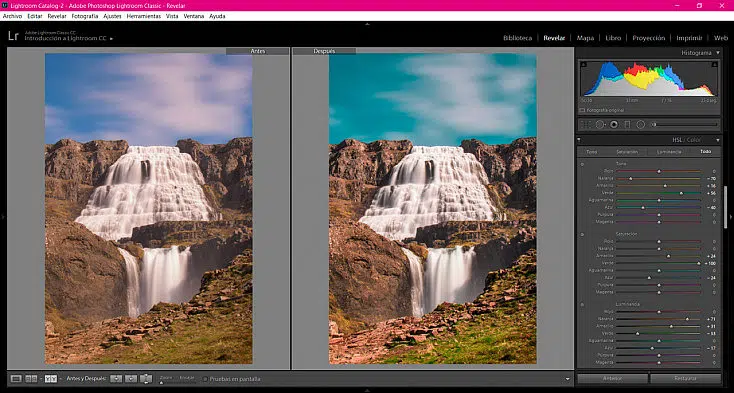 Lightroom Catalog-2 - Adobe Photoshop Lightroom Classic - Revelar
Archivo Editar Revelar Fotografía Ajustes Herramientas Vista Ventana Ayuda
Lr
Adobe Lightroom Classic CC
Introducción a Lightroom CC
Biblioteca | Revelar | Mapa | Libro | Proyección | Imprimir | Web
Antes
Después
Histograma
Fotografía original
HSL / Color
Tono Saturación Luminancia Todo
Tono
Rojo 0
Naranja - 70
Amarillo + 16
Verde + 56
Aguamarina 0
Azul - 40
Púrpura 0
Magenta 0
Saturación
Rojo 0
Naranja 0
Amarillo + 24
Verde + 100
Aguamarina 0
Azul - 24
Púrpura 0
Magenta 0
Luminancia
Rojo 0
Naranja + 71
Amarillo + 31
Verde - 53
Aguamarina 0
Azul - 17
Púrpura 0
Magenta 0
Antes y Después:
Pruebas en pantalla
Anterior
Restaurar